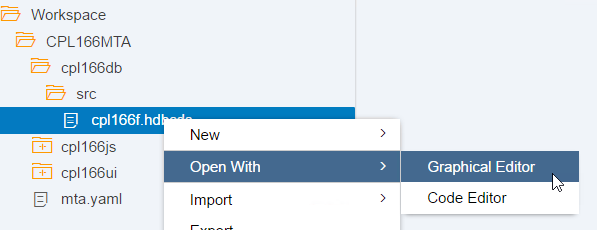 Workspace
CPL166MTA
cpl166db
src
cpl166f.hdbcds
New
cpl166js
Open With
Graphical Editor
cpl166ui
mta.yaml
Import
Code Editor
Export